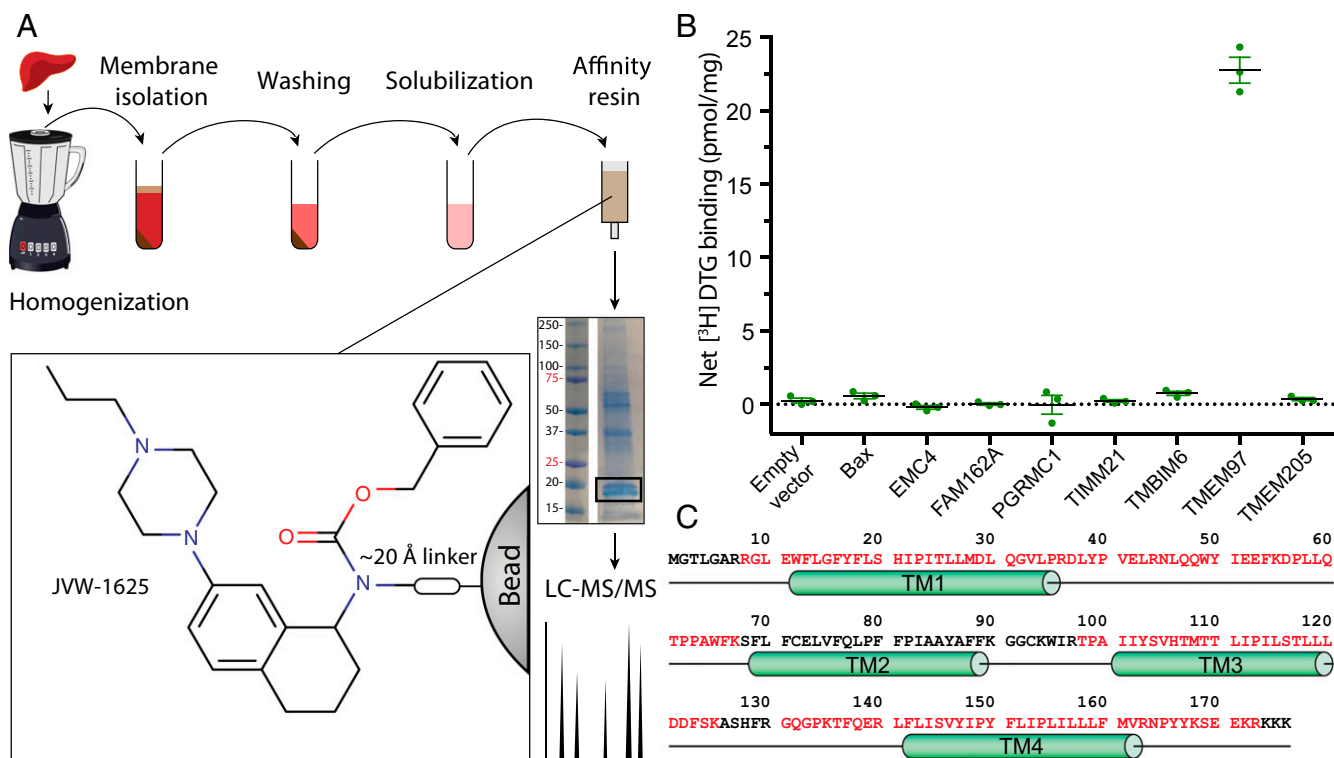 A
Membrane
isolation
Washing
Solubilization
Affinity
resin
Homogenization
250-
150-
100-
75-
50-
37-
25-
20-
15-
JVW-1625
N
N
O
O
N
~20 Å linker
Bead
LC-MS/MS
B
Net [³H] DTG binding (pmol/mg)
25
20
15
10
5
0
Empty
vector
Bax
EMC4
FAM162A
PGRMC1
TIMM21
TMBIM6
TMEM97
TMEM205
C
10 20 30 40 50 60
MGTLGARRGL EWFLGFYFLS HIPITLLMDL QGVLPRDLYP VELRNLQQWY IEEFKDPLLQ
TM1
70 80 90 100 110 120
TPPAWFKSFL FCELVFQLPF FPIAAYAFFK GGCKWIRTPA IIYSVHTMTT LIPILSTLLL
TM2 TM3
130 140 150 160 170
DDFSKASHFR GQGPKTFQER LFLISVYIPY FLIPLILLLF MVRNPYYKSE EKRKKK
TM4